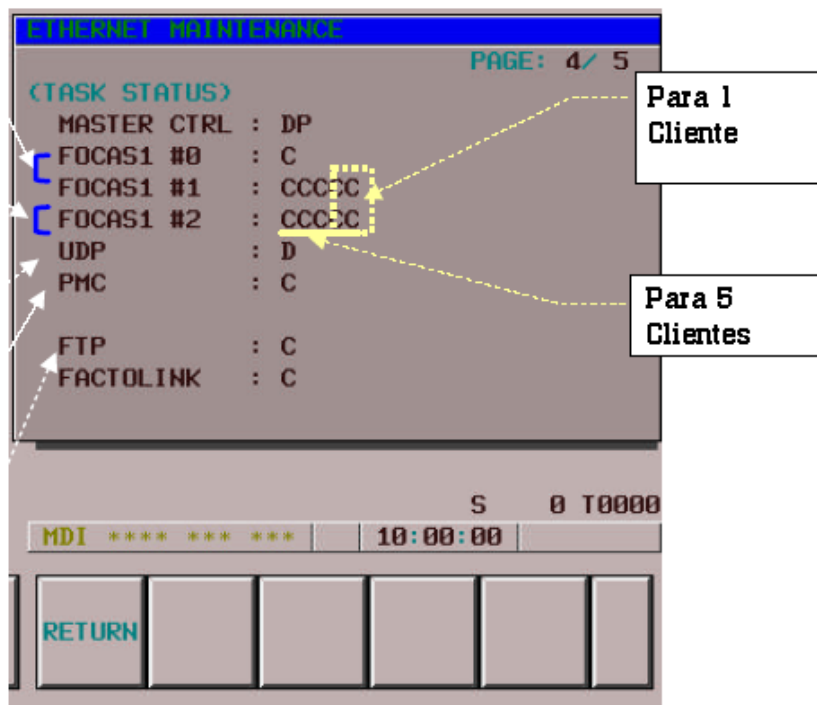 ETHERNET MAINTENANCE
PAGE: 4/ 5
(TASK STATUS)
MASTER CTRL : DP
FOCAS1 #0 : C
FOCAS1 #1 : CCCCC
FOCAS1 #2 : CCCCC
UDP : D
PMC : C
FTP : C
FACTOLINK : C
Para 1
Cliente
Para 5
Clientes
S 0 T0000
MDI **** *** *** 10:00:00
RETURN